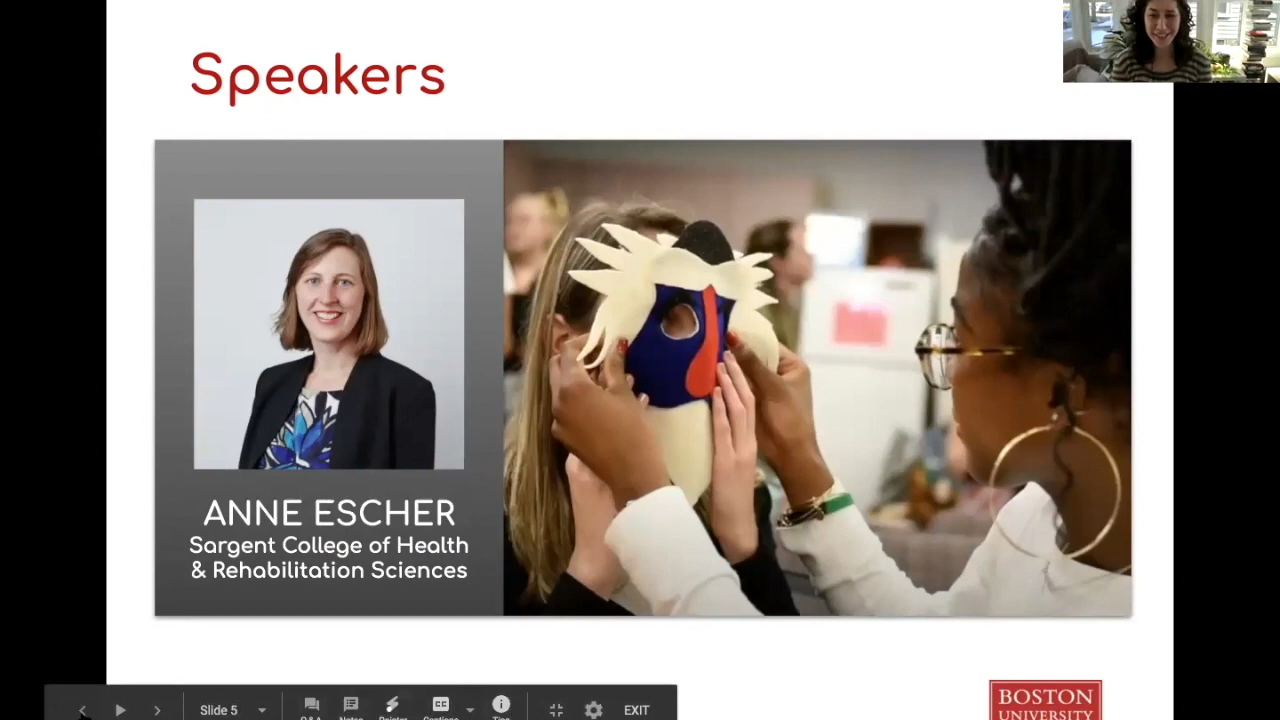 Speakers
ANNE ESCHER
Sargent College of Health
& Rehabilitation Sciences
Slide 5
EXIT
BOSTON
UNIVERSITY